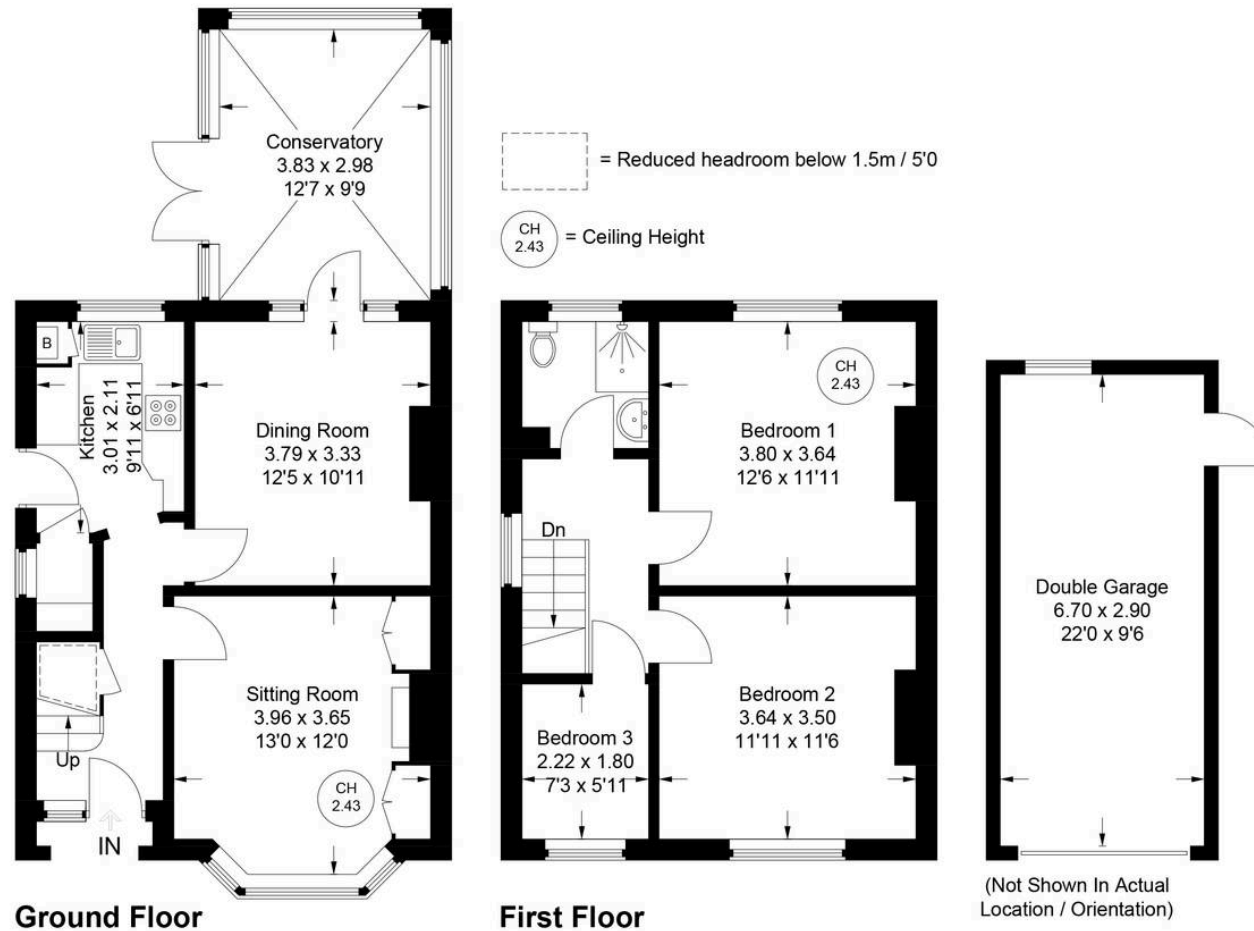 Conservatory
3.83 x 2.98
12'7 x 9'9
= Reduced headroom below 1.5m / 5'0
CH
2.43
= Ceiling Height
B
Kitchen
3.01 x 2.11
9'11 x 6'11
Dining Room
3.79 x 3.33
12'5 x 10'11
Sitting Room
3.96 x 3.65
13'0 x 12'0
CH
2.43
Up
IN
Ground Floor
CH
2.43
Bedroom 1
3.80 x 3.64
12'6 x 11'11
Dn
Bedroom 2
3.64 x 3.50
11'11 x 11'6
Bedroom 3
2.22 x 1.80
7'3 x 5'11
First Floor
Double Garage
6.70 x 2.90
22'0 x 9'6
(Not Shown In Actual
Location / Orientation)